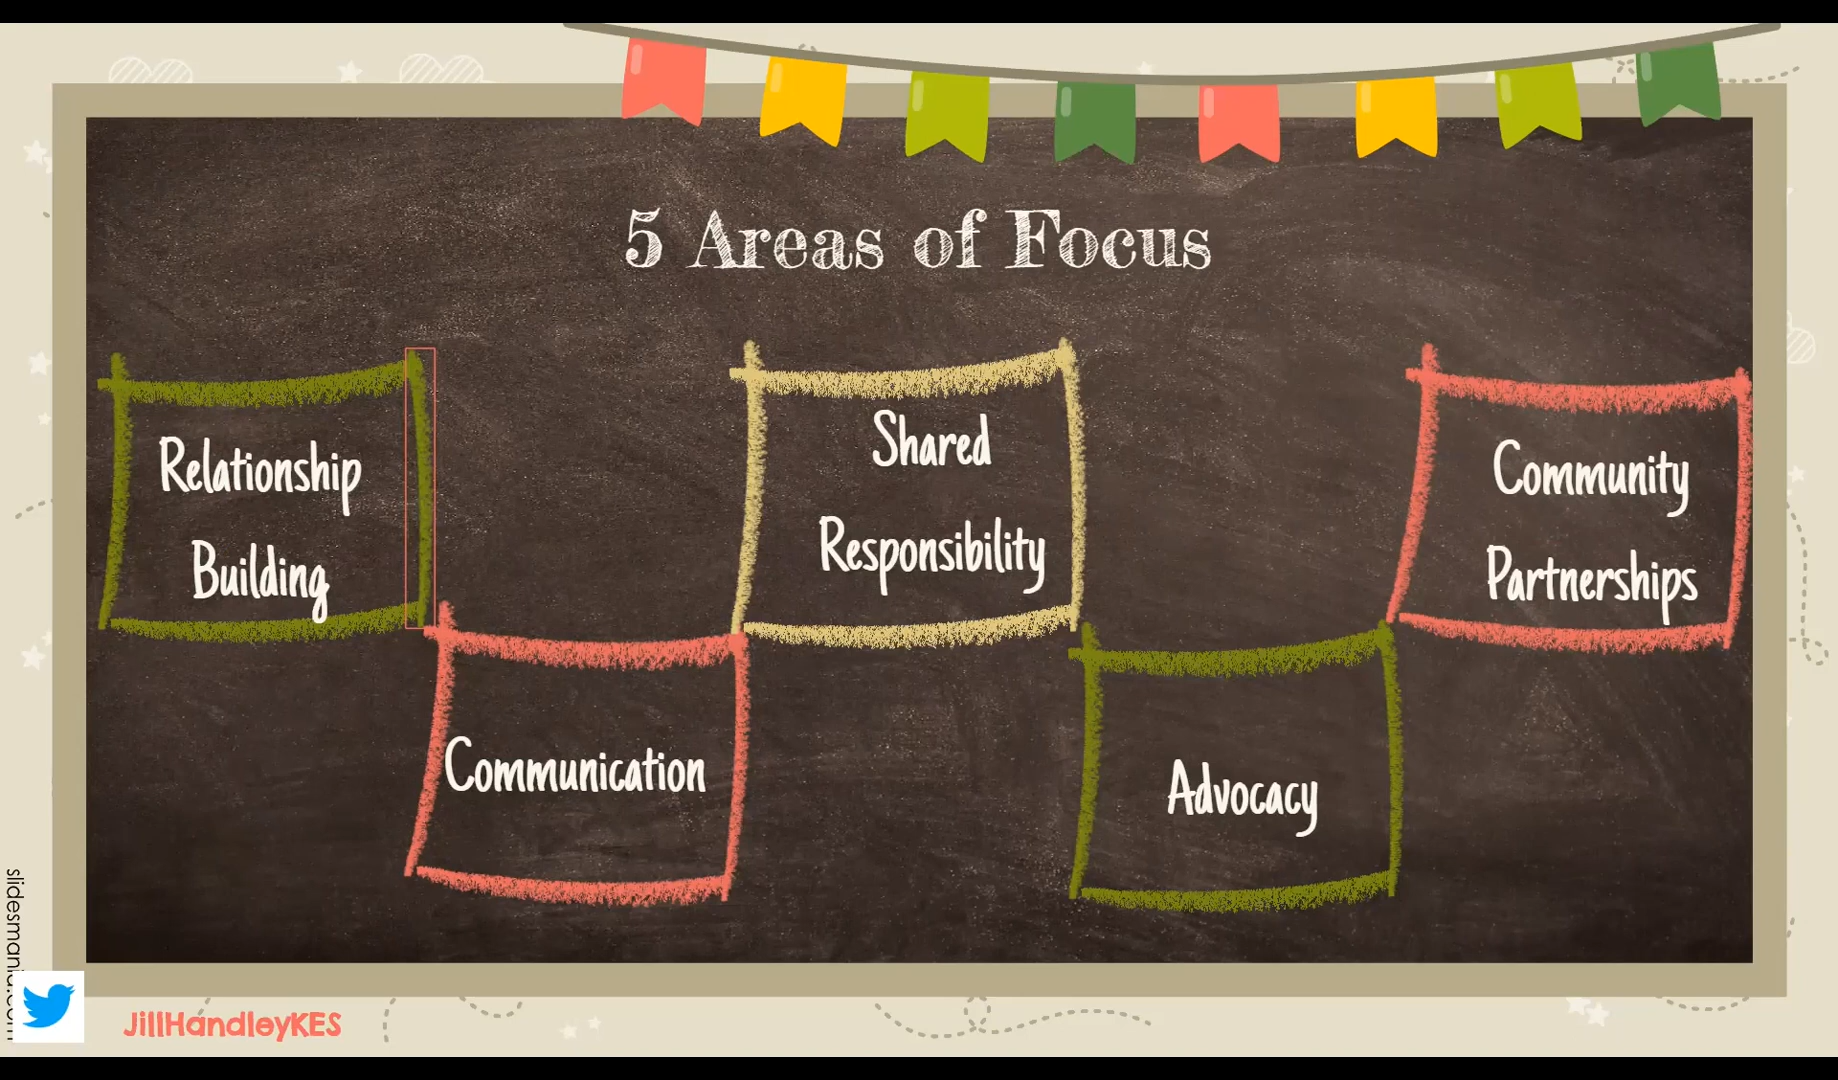 5 Areas of Focus
Relationship
Building
Communication
Shared
Responsibility
Advocacy
Community
Partnerships
JillHandleyKES